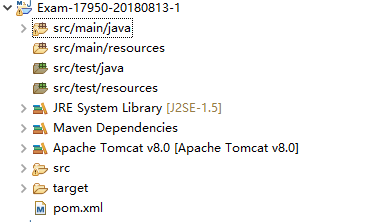 Exam-17950-20180813-1
src/main/java
src/main/resources
src/test/java
src/test/resources
JRE System Library [J2SE-1.5]
Maven Dependencies
Apache Tomcat v8.0 [Apache Tomcat v8.0]
src
target
pom.xml